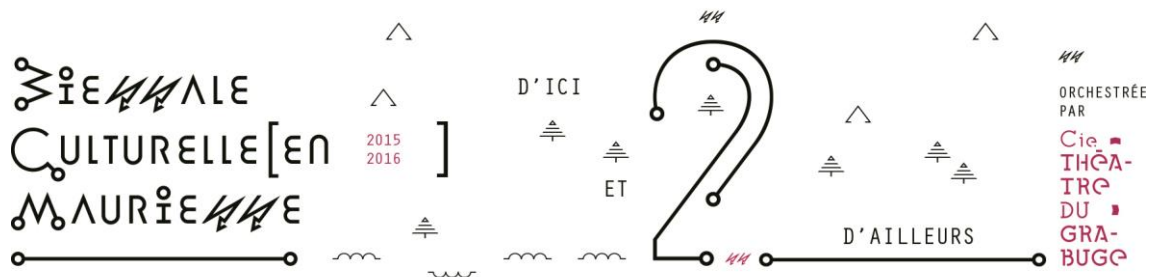 BIENNALE
CULTURELLE [EN 2015 2016 ]
MAURIENNE
D'ICI
ET
2
D'AILLEURS
ORCHESTRÉE
PAR
Cie
THÉA-
TRE
DU
GRA-
BUGE